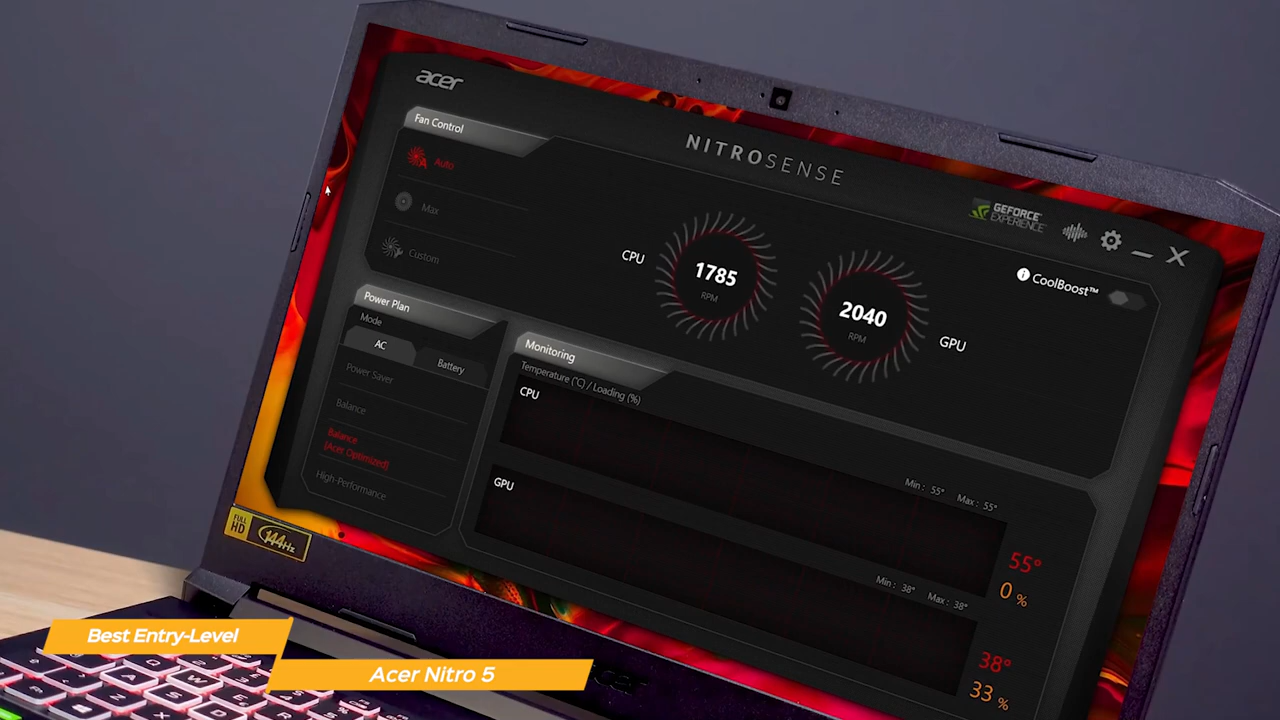 acer
Fan Control
Auto
Max
Custom
NITROSENSE
GEFORCE
EXPERIENCE
CoolBoost™
CPU
1785
RPM
2040
RPM
GPU
Power Plan
Mode
AC
Battery
Power Saver
Balance
Balance
[Acer Optimized]
High-Performance
Monitoring
Temperature (°C) / Loading (%)
CPU
Min : 55° Max : 55°
55°
0 %
GPU
Min : 38° Max : 38°
38°
33 %
FULL
HD
144Hz
acer
Best Entry-Level
Acer Nitro 5
Q
A
W
S
R
X
D